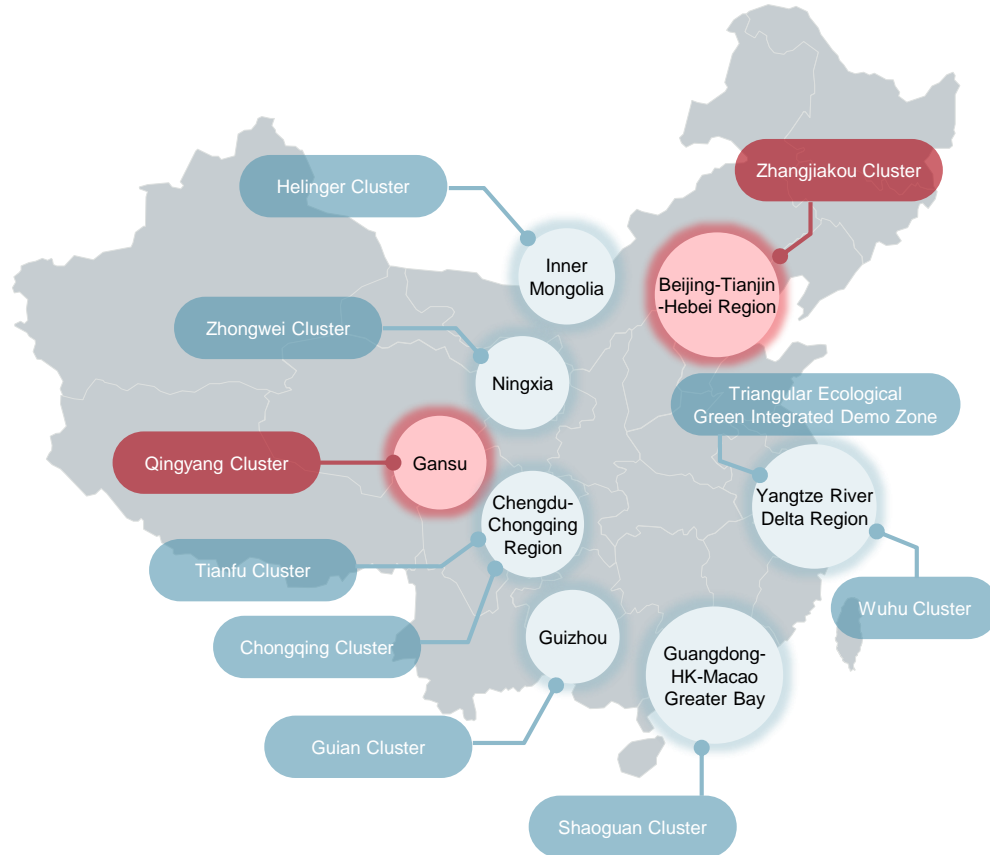 Zhangjiakou Cluster
Helinger Cluster
Inner
Mongolia
Beijing-Tianjin
-Hebei Region
Zhongwei Cluster
Ningxia
Triangular Ecological
Green Integrated Demo Zone
Qingyang Cluster
Gansu
Chengdu-
Chongqing
Region
Yangtze River
Delta Region
Tianfu Cluster
Wuhu Cluster
Chongqing Cluster
Guizhou
Guangdong-
HK-Macao
Greater Bay
Guian Cluster
Shaoguan Cluster